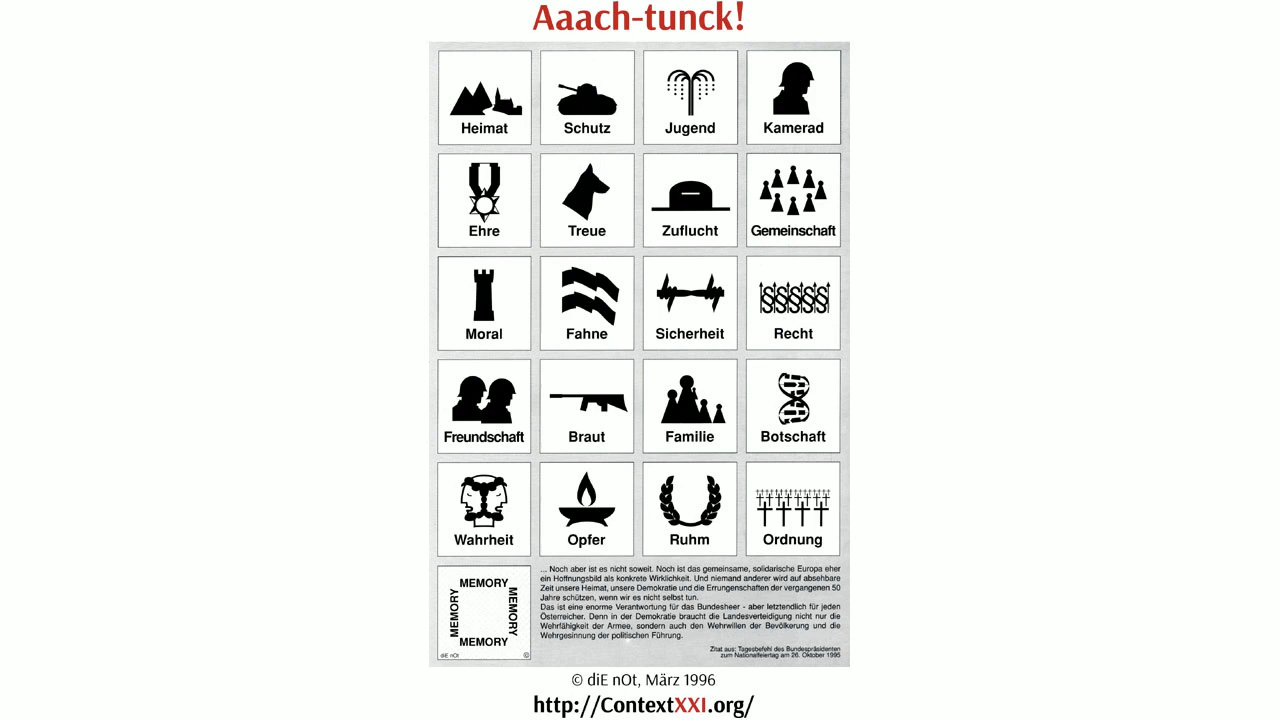 Aaach-tunck!
Heimat
Schutz
Jugend
Kamerad
Ehre
Treue
Zuflucht
Gemeinschaft
Moral
Fahne
Sicherheit
Recht
Freundschaft
Braut
Familie
Botschaft
Wahrheit
Opfer
Ruhm
Ordnung
MEMORY
MEMORY
MEMORY
MEMORY
diE nOt
©
... Noch aber ist es nicht soweit. Noch ist das gemeinsame, solidarische Europa eher
ein Hoffnungsbild als konkrete Wirklichkeit. Und niemand anderer wird auf absehbare
Zeit unsere Heimat, unsere Demokratie und die Errungenschaften der vergangenen 50
Jahre schützen, wenn wir es nicht selbst tun.
Das ist eine enorme Verantwortung für das Bundesheer - aber letztendlich für jeden
Österreicher. Denn in der Demokratie braucht die Landesverteidigung nicht nur die
Wehrfähigkeit der Armee, sondern auch den Wehrwillen der Bevölkerung und die
Wehrgesinnung der politischen Führung.
Zitat aus: Tagesbefehl des Bundespräsidenten
zum Nationalfeiertag am 26. Oktober 1995
© diE nOt, März 1996
http://ContextXXI.org/